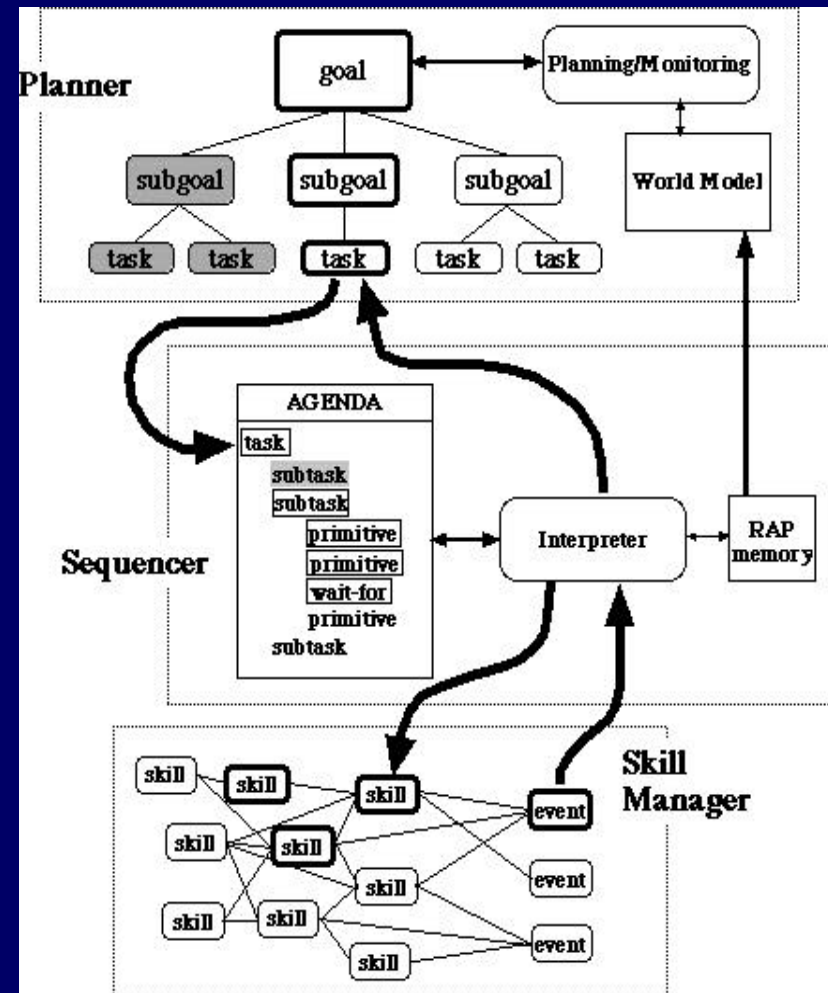 Planner
goal
Planning/Monitoring
subgoal
subgoal
subgoal
World Model
task
task
task
task
task
AGENDA
task
subtask
subtask
primitive
primitive
wait-for
primitive
subtask
Sequencer
Interpreter
RAP
memory
Skill
Manager
skill
skill
skill
event
skill
skill
skill
event
skill
skill
skill
event